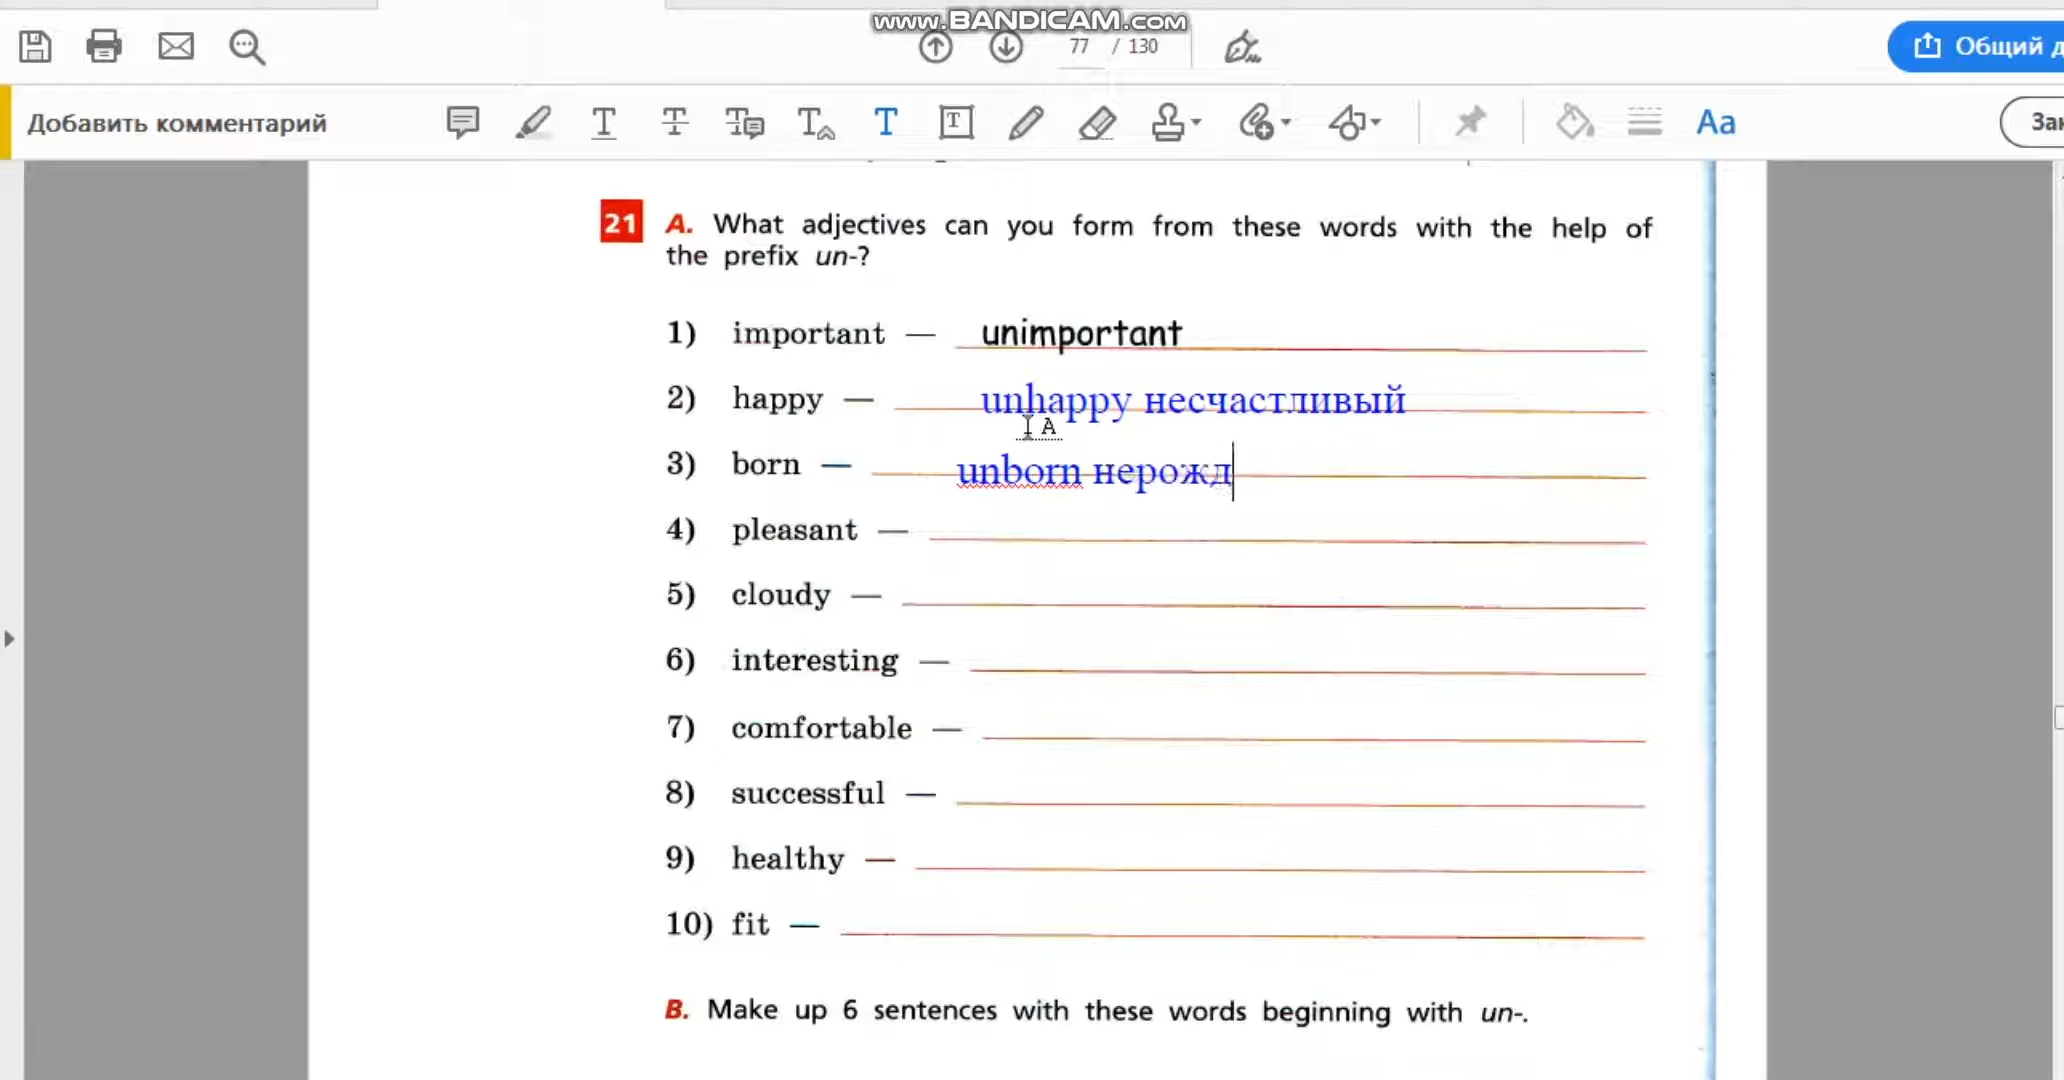 www.BANDICAM.com
77 / 130
Общий д
Добавить комментарий
Aa
Зак
21 A. What adjectives can you form from these words with the help of
the prefix un-?
1) important — unimportant
2) happy — unhappy несчастливый
3) born — unborn нерожд
4) pleasant —
5) cloudy —
6) interesting —
7) comfortable —
8) successful —
9) healthy —
10) fit —
B. Make up 6 sentences with these words beginning with un-.